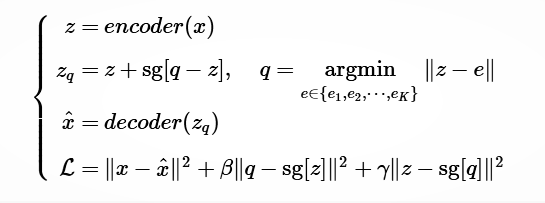 z = encoder(x)
z_q = z + sg[q − z], q = argmin_{e∈{e_1,e_2,⋯,e_K}} ‖z − e‖
x̂ = decoder(z_q)
ℒ = ‖x − x̂‖² + β‖q − sg[z]‖² + γ‖z − sg[q]‖²